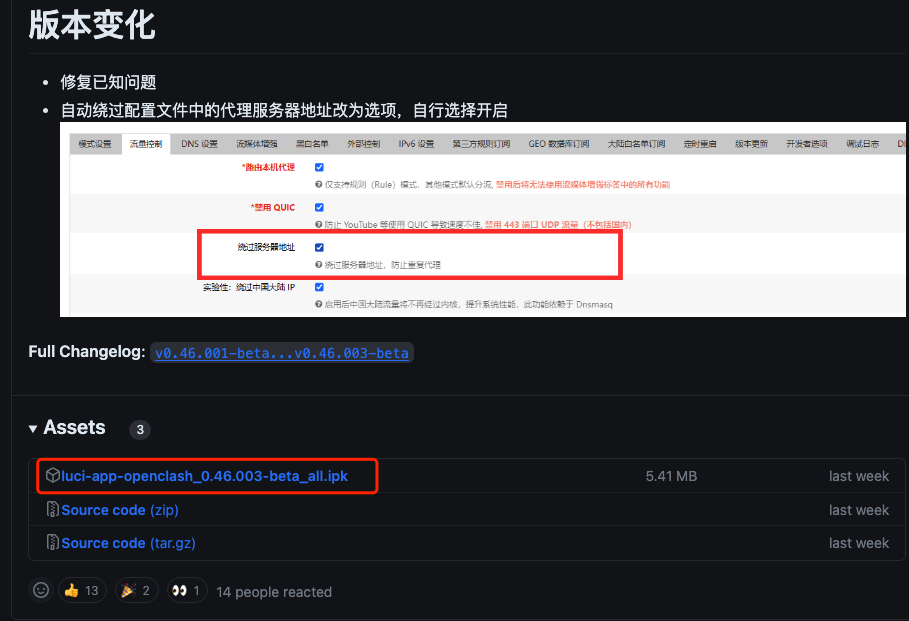 版本变化
修复已知问题
自动绕过配置文件中的代理服务器地址改为选项，自行选择开启
模式设置 流量控制 DNS 设置 流媒体增强 黑白名单 外部控制 IPv6 设置 第三方规则订阅 GEO 数据库订阅 大陆白名单订阅 定时重启 版本更新 开发者选项 调试日志
*路由本机代理
仅支持规则（Rule）模式，其他模式默认分流, 禁用后将无法使用流媒体增强标签中的所有功能
*禁用 QUIC
防止 YouTube 等使用 QUIC 导致速度不佳, 禁用 443 端口 UDP 流量（不包括国内）
绕过服务器地址
绕过服务器地址，防止重复代理
实验性：绕过中国大陆 IP
启用后中国大陆流量将不再经过内核，提升系统性能，此功能依赖于 Dnsmasq
Full Changelog: v0.46.001-beta...v0.46.003-beta
Assets 3
luci-app-openclash_0.46.003-beta_all.ipk 5.41 MB last week
Source code (zip) last week
Source code (tar.gz) last week
13 2 1 14 people reacted